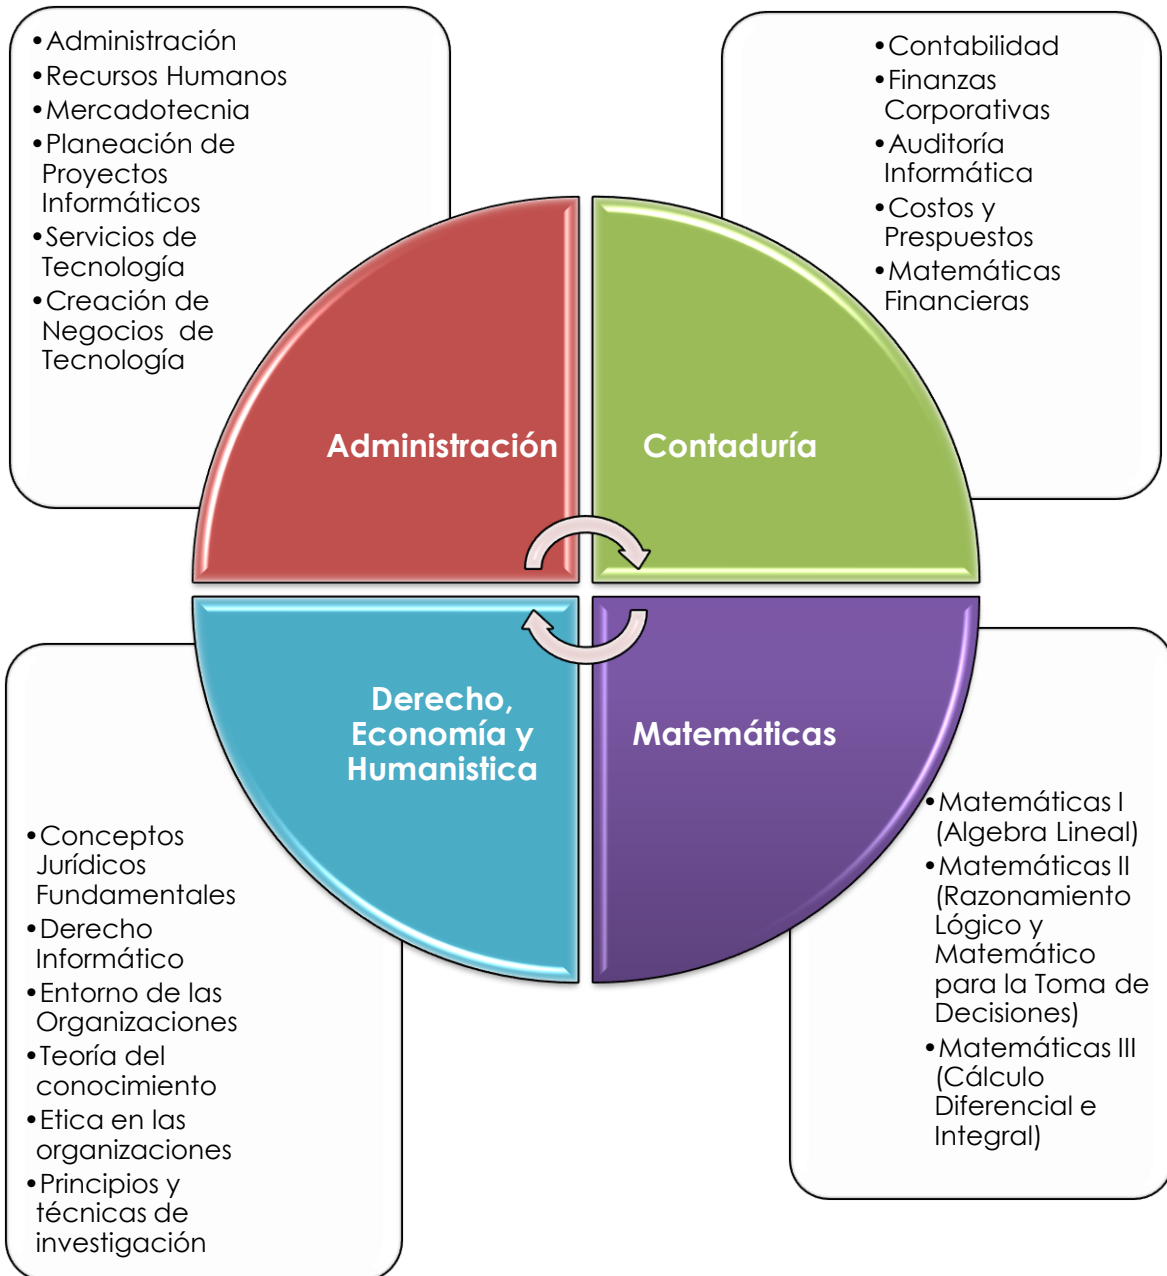 •Administración
•Recursos Humanos
•Mercadotecnia
•Planeación de
Proyectos
Informáticos
•Servicios de
Tecnología
•Creación de
Negocios de
Tecnología
•Contabilidad
•Finanzas
Corporativas
•Auditoría
Informática
•Costos y
Prespuestos
•Matemáticas
Financieras
Administración
Contaduría
Derecho,
Economía y
Humanistica
Matemáticas
•Conceptos
Jurídicos
Fundamentales
•Derecho
Informático
•Entorno de las
Organizaciones
•Teoría del
conocimiento
•Etica en las
organizaciones
•Principios y
técnicas de
investigación
•Matemáticas I
(Algebra Lineal)
•Matemáticas II
(Razonamiento
Lógico y
Matemático
para la Toma de
Decisiones)
•Matemáticas III
(Cálculo
Diferencial e
Integral)